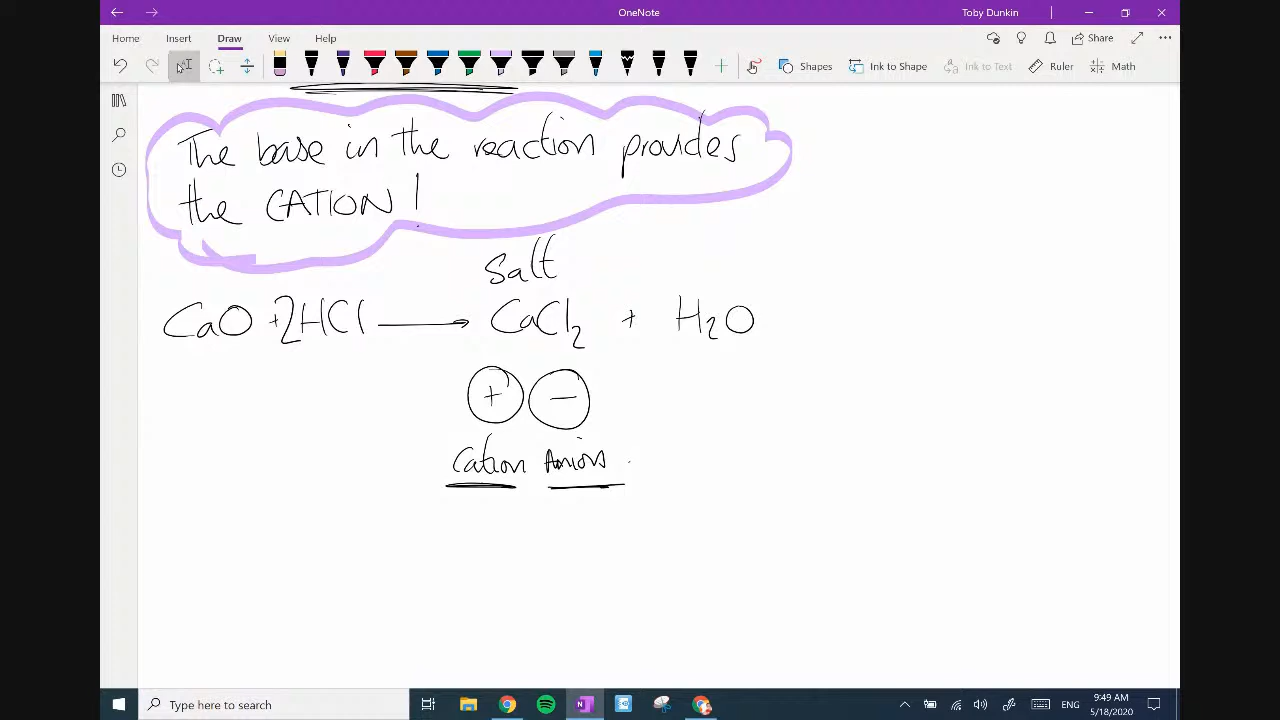 OneNote
Toby Dunkin
Home Insert Draw View Help
Share
Shapes Ink to Shape Ink to Text Ruler Math
The base in the reaction provides
the CATION !
Salt
CaO + 2HCl → CaCl₂ + H₂O
+ −
Cation Anions
Type here to search
ENG
9:49 AM
5/18/2020